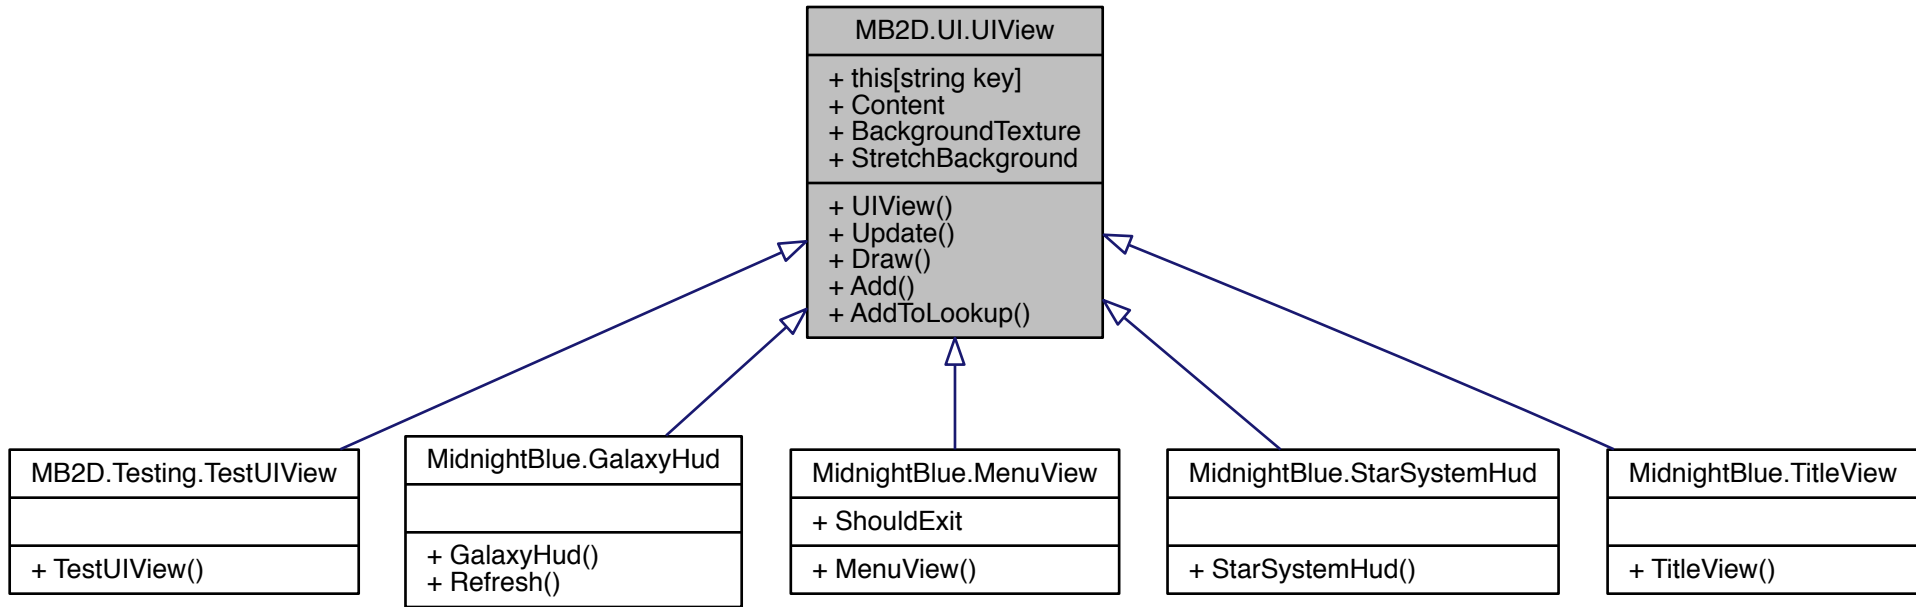 MB2D.UI.UIView
+ this[string key]
+ Content
+ BackgroundTexture
+ StretchBackground
+ UIView()
+ Update()
+ Draw()
+ Add()
+ AddToLookup()
MB2D.Testing.TestUIView
+ TestUIView()
MidnightBlue.GalaxyHud
+ GalaxyHud()
+ Refresh()
MidnightBlue.MenuView
+ ShouldExit
+ MenuView()
MidnightBlue.StarSystemHud
+ StarSystemHud()
MidnightBlue.TitleView
+ TitleView()